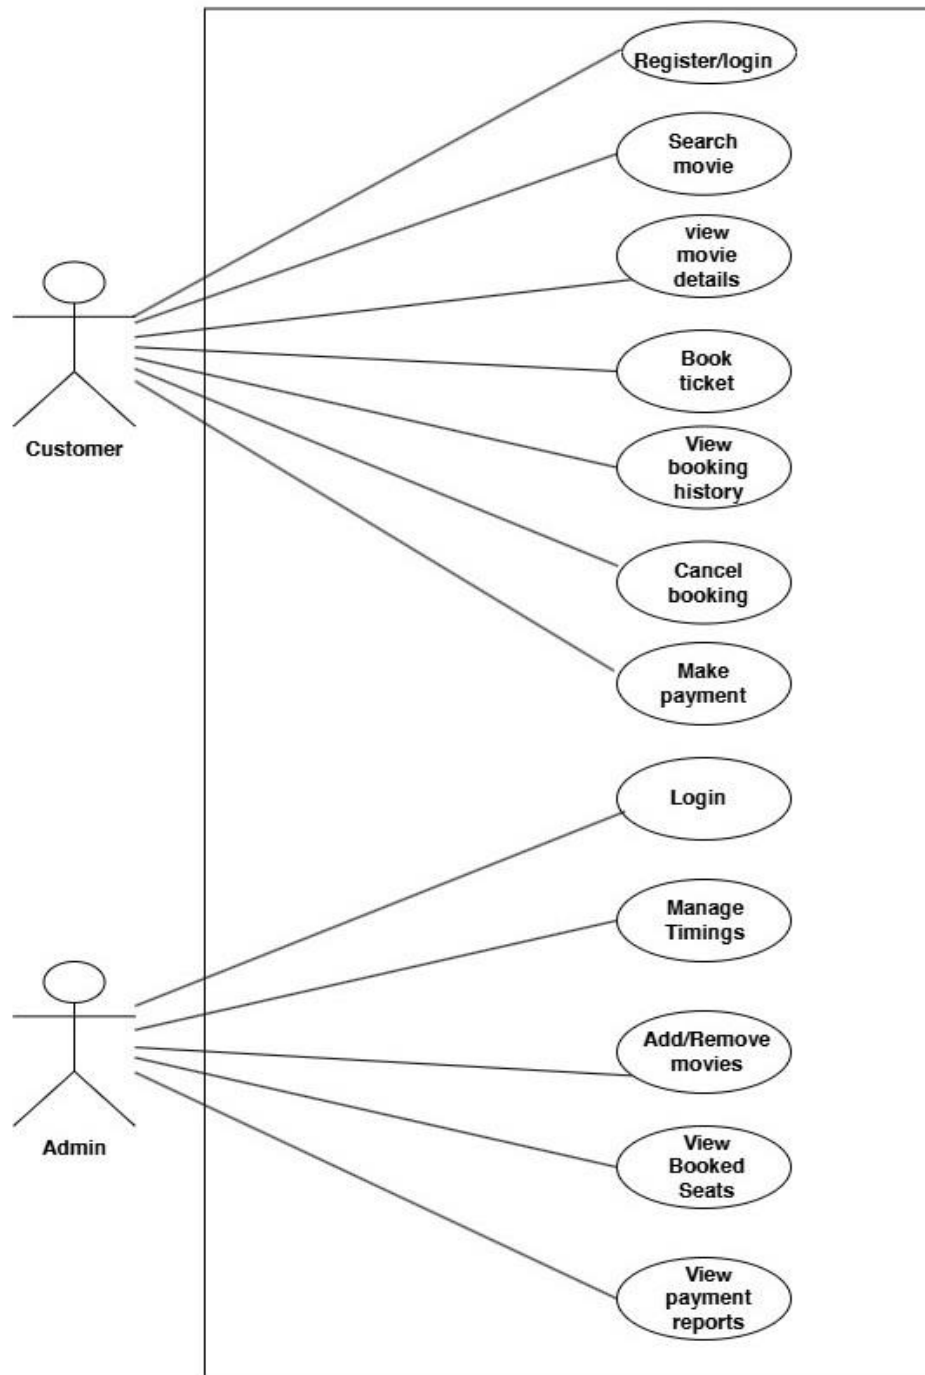 Register/login
Search
movie
view
movie
details
Book
ticket
Customer
View
booking
history
Cancel
booking
Make
payment
Login
Manage
Timings
Add/Remove
movies
Admin
View
Booked
Seats
View
payment
reports